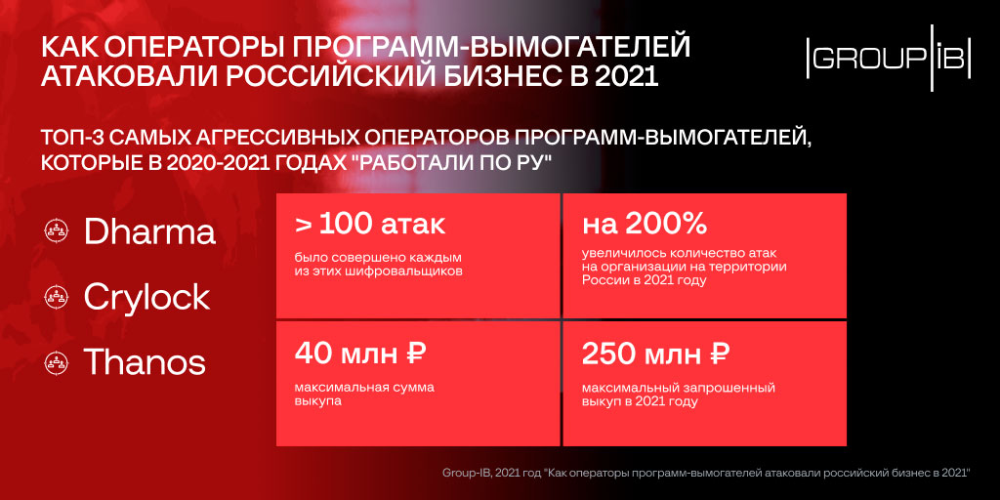 КАК ОПЕРАТОРЫ ПРОГРАММ-ВЫМОГАТЕЛЕЙ
АТАКОВАЛИ РОССИЙСКИЙ БИЗНЕС В 2021
GROUP IB
ТОП-3 САМЫХ АГРЕССИВНЫХ ОПЕРАТОРОВ ПРОГРАММ-ВЫМОГАТЕЛЕЙ,
КОТОРЫЕ В 2020-2021 ГОДАХ "РАБОТАЛИ ПО РУ"
Dharma
Crylock
Thanos
> 100 атак
было совершено каждым
из этих шифровальщиков
на 200%
увеличилось количество атак
на организации на территории
России в 2021 году
40 млн ₽
максимальная сумма
выкупа
250 млн ₽
максимальный запрошенный
выкуп в 2021 году
Group-IB, 2021 год "Как операторы программ-вымогателей атаковали российский бизнес в 2021"